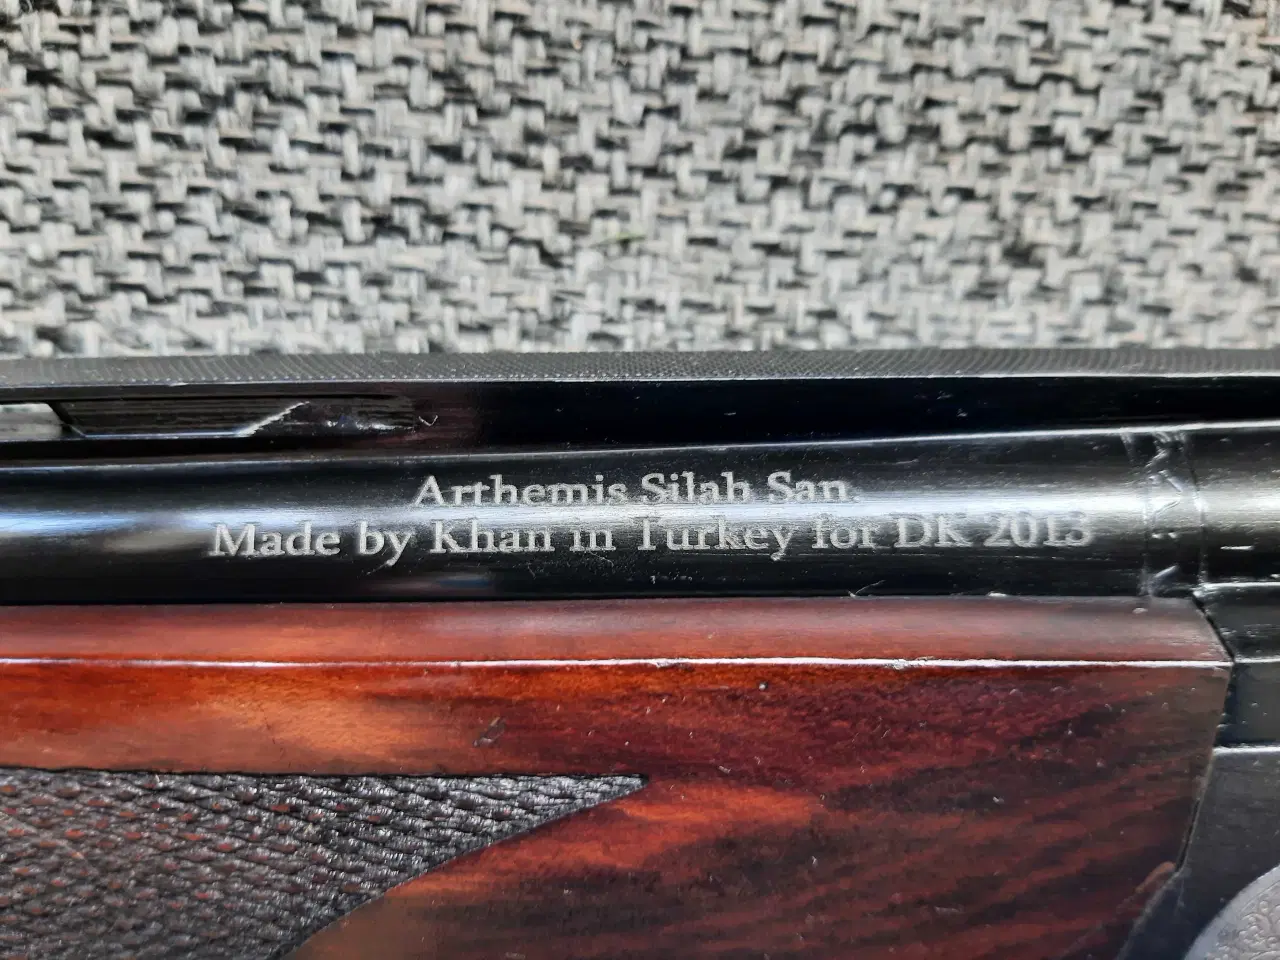 Arthemis Silah San.
Made by Khan in Turkey for DK 2013